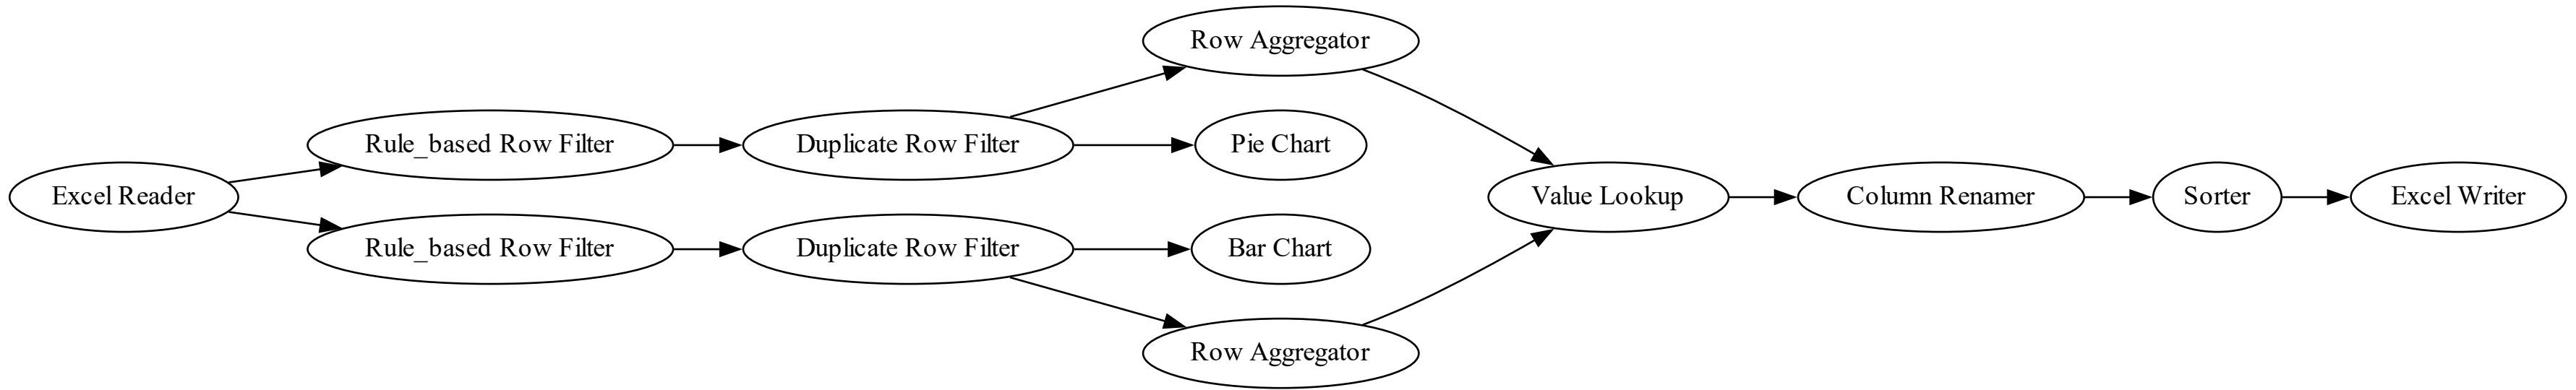 Excel Reader
Rule_based Row Filter
Rule_based Row Filter
Duplicate Row Filter
Duplicate Row Filter
Row Aggregator
Pie Chart
Bar Chart
Row Aggregator
Value Lookup
Column Renamer
Sorter
Excel Writer